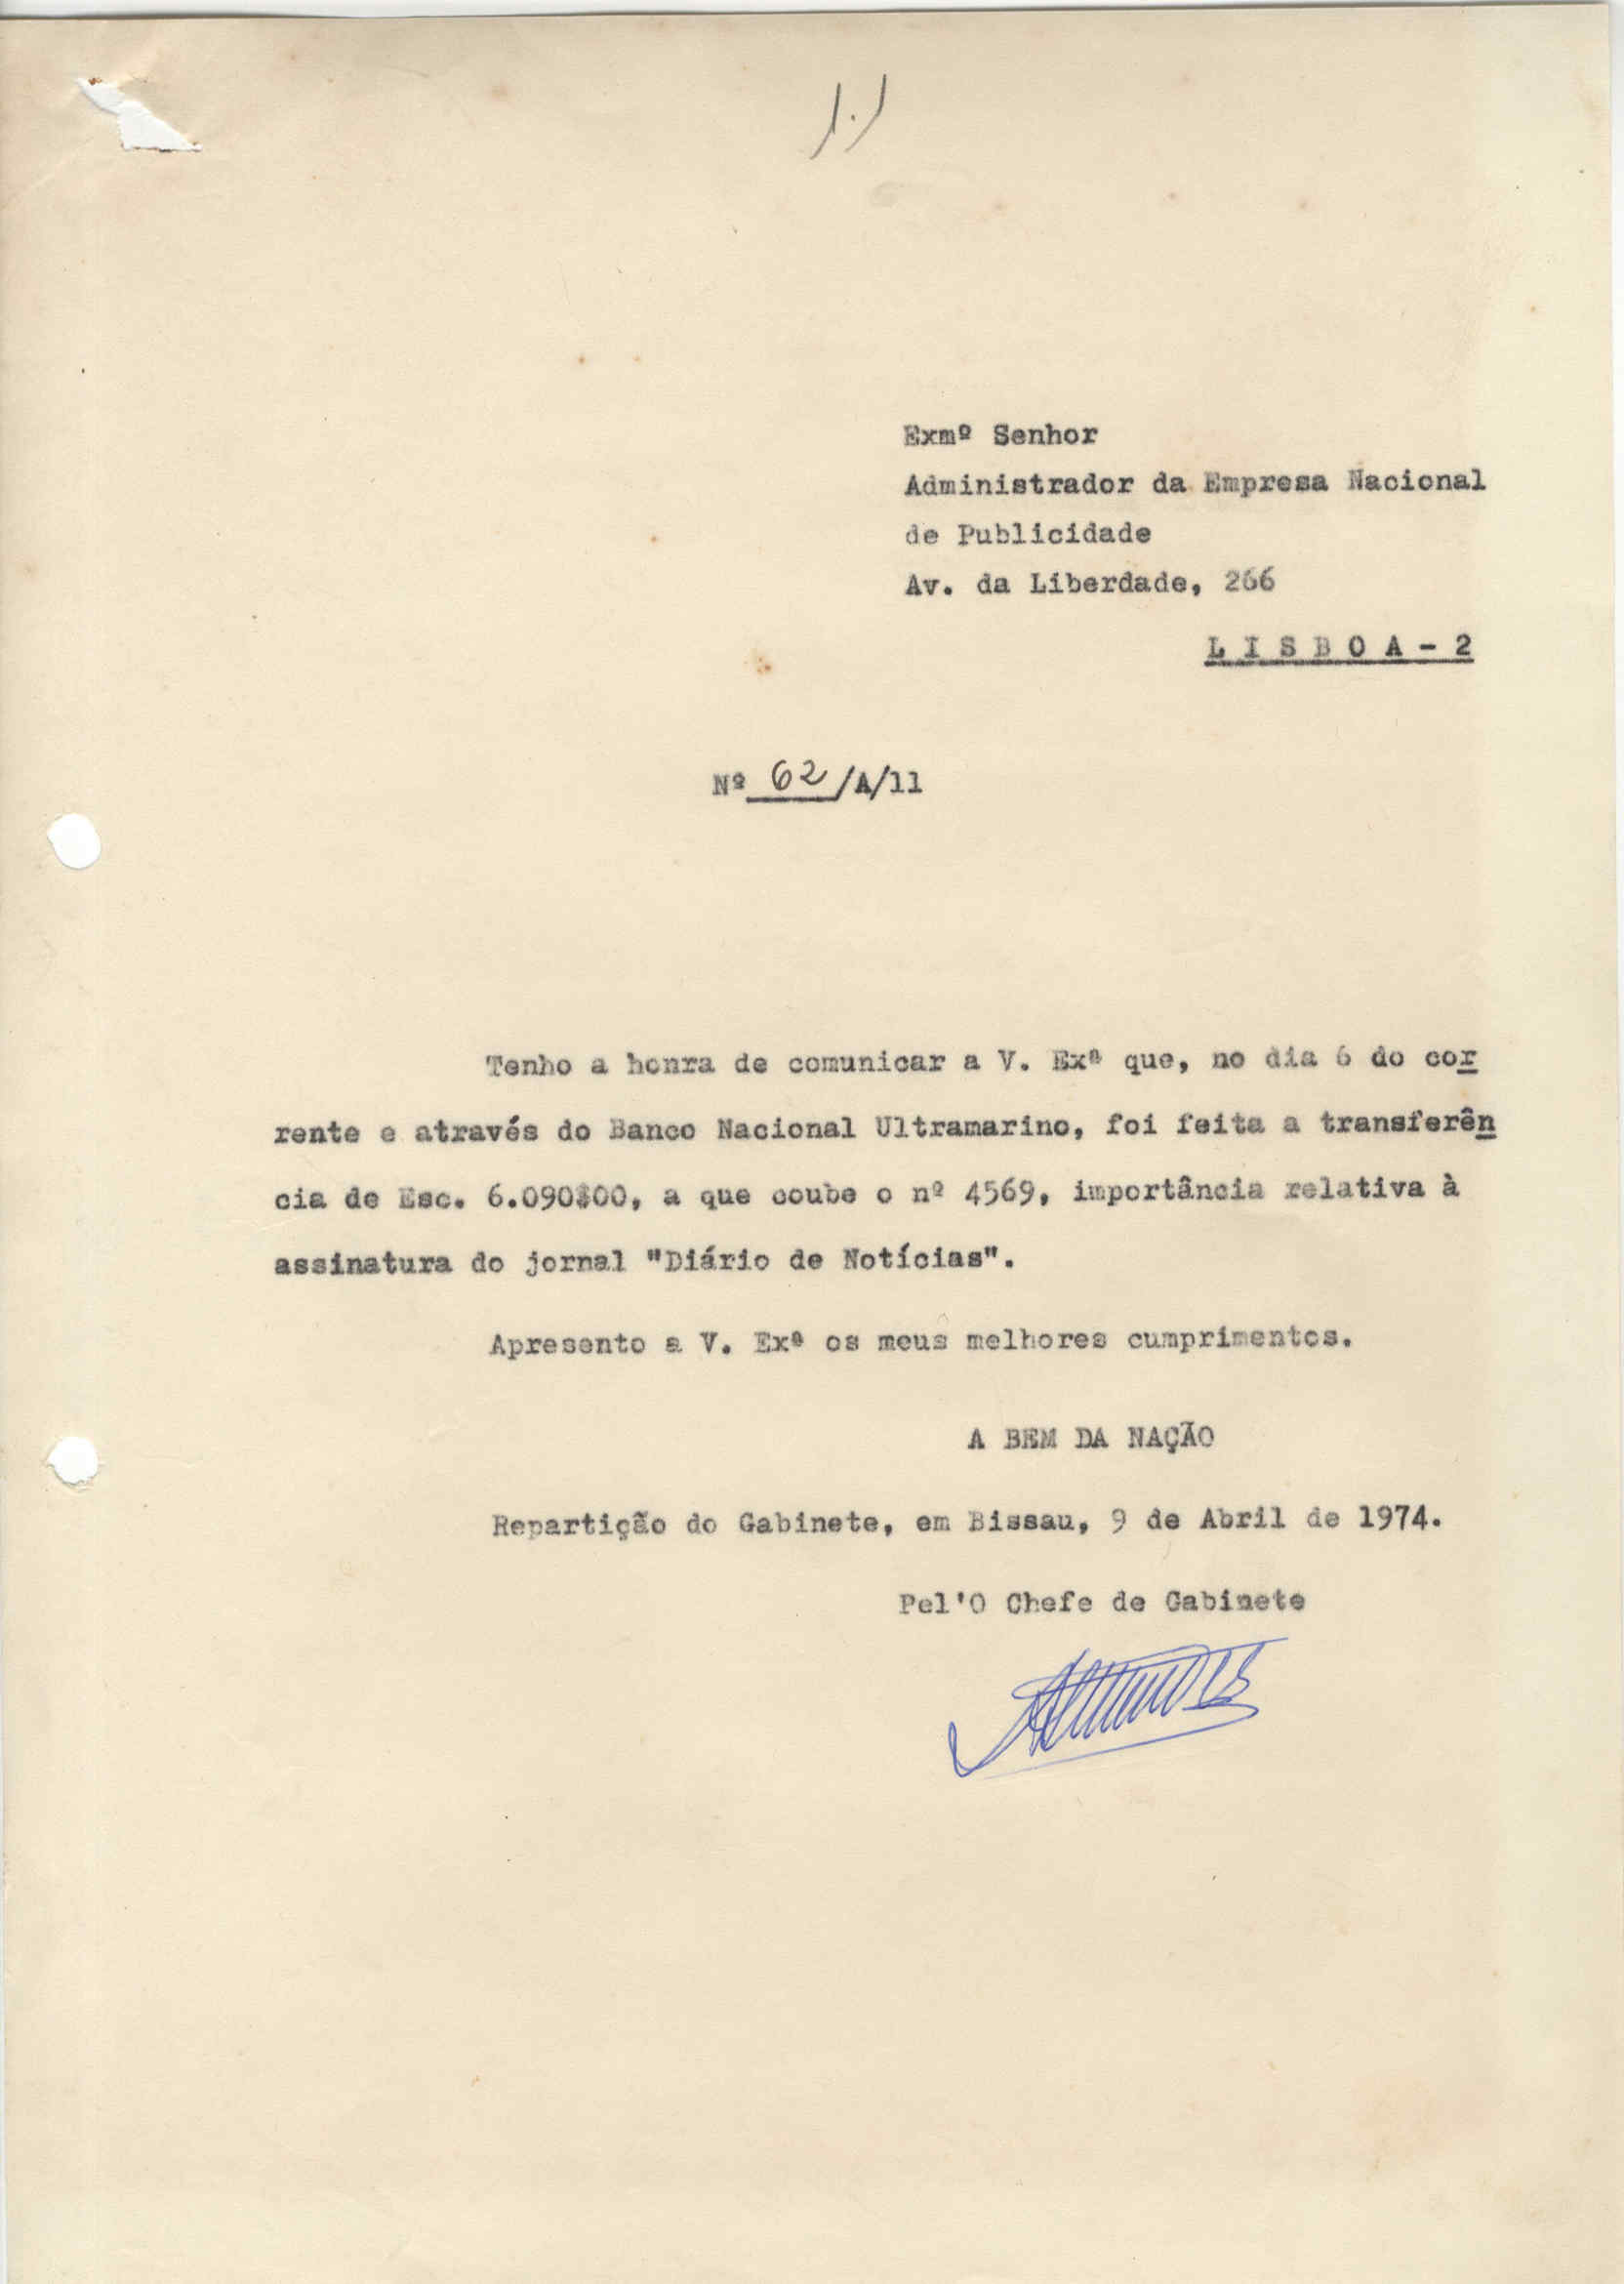 Exmº Senhor
Administrador da Empresa Nacional
de Publicidade
Av. da Liberdade, 266
L I S B O A - 2
Nº 62/A/11
Tenho a honra de comunicar a V. Exª que, no dia 6 do cor
rente e através do Banco Nacional Ultramarino, foi feita a transferên
cia de Esc. 6.090$00, a que coube o nº 4569, importância relativa à
assinatura do jornal "Diário de Notícias".
Apresento a V. Exª os meus melhores cumprimentos.
A BEM DA NAÇÃO
Repartição do Gabinete, em Bissau, 9 de Abril de 1974.
Pel'O Chefe de Gabinete